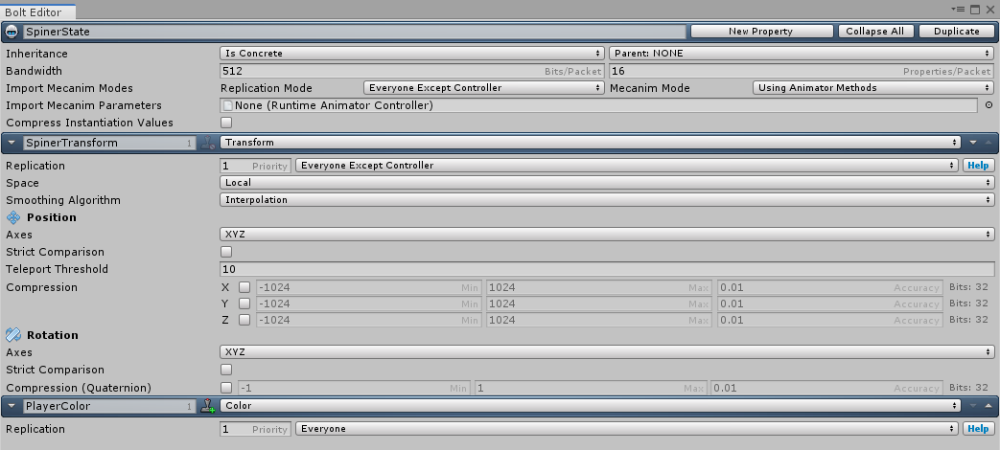 Bolt Editor
SpinerState New Property Collapse All Duplicate
Inheritance Is Concrete Parent: NONE
Bandwidth 512 Bits/Packet 16 Properties/Packet
Import Mecanim Modes Replication Mode Everyone Except Controller Mecanim Mode Using Animator Methods
Import Mecanim Parameters None (Runtime Animator Controller)
Compress Instantiation Values
SpinerTransform 1 Transform
Replication 1 Priority Everyone Except Controller Help
Space Local
Smoothing Algorithm Interpolation
Position
Axes XYZ
Strict Comparison
Teleport Threshold 10
Compression X -1024 Min 1024 Max 0.01 Accuracy Bits: 32
Y -1024 Min 1024 Max 0.01 Accuracy Bits: 32
Z -1024 Min 1024 Max 0.01 Accuracy Bits: 32
Rotation
Axes XYZ
Strict Comparison
Compression (Quaternion) -1 Min 1 Max 0.01 Accuracy Bits: 32
PlayerColor 1 Color
Replication 1 Priority Everyone Help